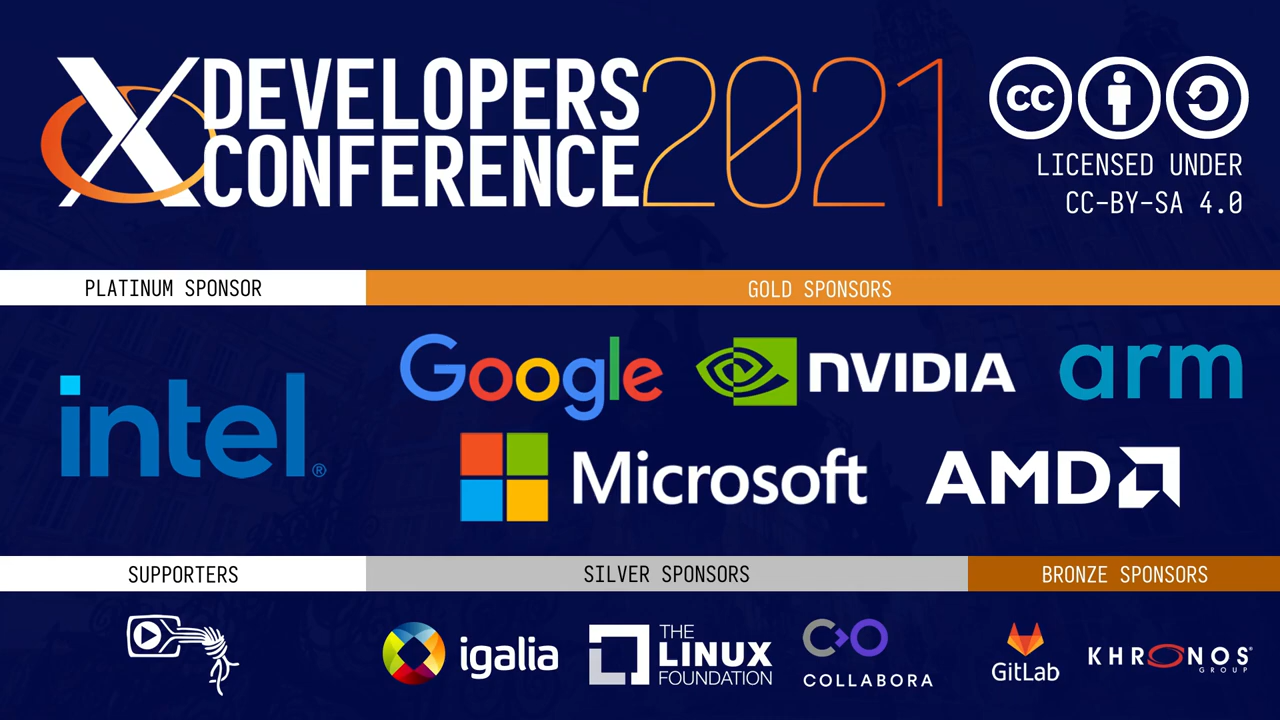 X DEVELOPERS 2021
CONFERENCE
CC
LICENSED UNDER
CC-BY-SA 4.0
PLATINUM SPONSOR
GOLD SPONSORS
intel®
Google
NVIDIA
arm
Microsoft
AMD
SUPPORTERS
SILVER SPONSORS
BRONZE SPONSORS
igalia
THE
LINUX
FOUNDATION
COLLABORA
GitLab
KHRONOS®
GROUP